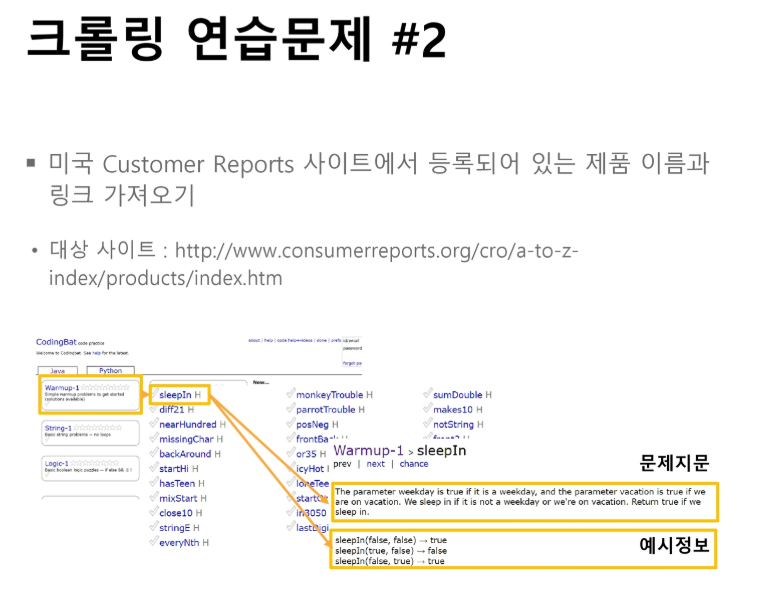 크롤링 연습문제 #2
▪ 미국 Customer Reports 사이트에서 등록되어 있는 제품 이름과
링크 가져오기
• 대상 사이트 : http://www.consumerreports.org/cro/a-to-z-
index/products/index.htm
CodingBat code practice
about | help | code help+videos | done | prefs
id/email
password
Welcome to Codingbat. See help for the latest.
forgot pa
Java Python
Warmup-1
Simple warmup problems to get started
(solutions available)
String-1
Basic string problems -- no loops
Logic-1
Basic boolean logic puzzles -- if else && || !
sleepIn H
diff21 H
nearHundred H
missingChar H
backAround H
startHi H
hasTeen H
mixStart H
close10 H
stringE H
everyNth H
monkeyTrouble H
parrotTrouble H
posNeg H
frontBack
or35 H
icyHot
loneTee
in3050
lastDigi
sumDouble H
makes10 H
notString H
Warmup-1 > sleepIn
prev | next | chance
문제지문
The parameter weekday is true if it is a weekday, and the parameter vacation is true if we
are on vacation. We sleep in if it is not a weekday or we're on vacation. Return true if we
sleep in.
sleepIn(false, false) → true
sleepIn(true, false) → false
sleepIn(false, true) → true
예시정보